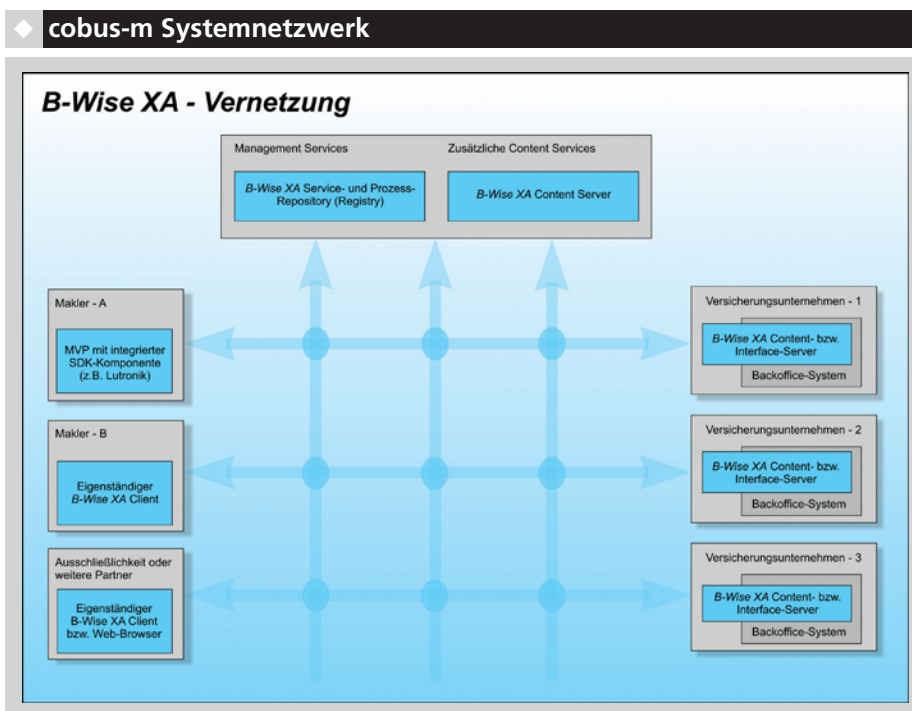 cobus-m Systemnetzwerk
B-Wise XA - Vernetzung
Management Services
Zusätzliche Content Services
B-Wise XA Service- und Prozess-
Repository (Registry)
B-Wise XA Content Server
Makler - A
MVP mit integrierter
SDK-Komponente
(z.B. Lutronik)
Versicherungsunternehmen - 1
B-Wise XA Content- bzw.
Interface-Server
Backoffice-System
Makler - B
Eigenständiger
B-Wise XA Client
Versicherungsunternehmen - 2
B-Wise XA Content- bzw.
Interface-Server
Backoffice-System
Ausschließlichkeit oder
weitere Partner
Eigenständiger
B-Wise XA Client
bzw. Web-Browser
Versicherungsunternehmen - 3
B-Wise XA Content- bzw.
Interface-Server
Backoffice-System